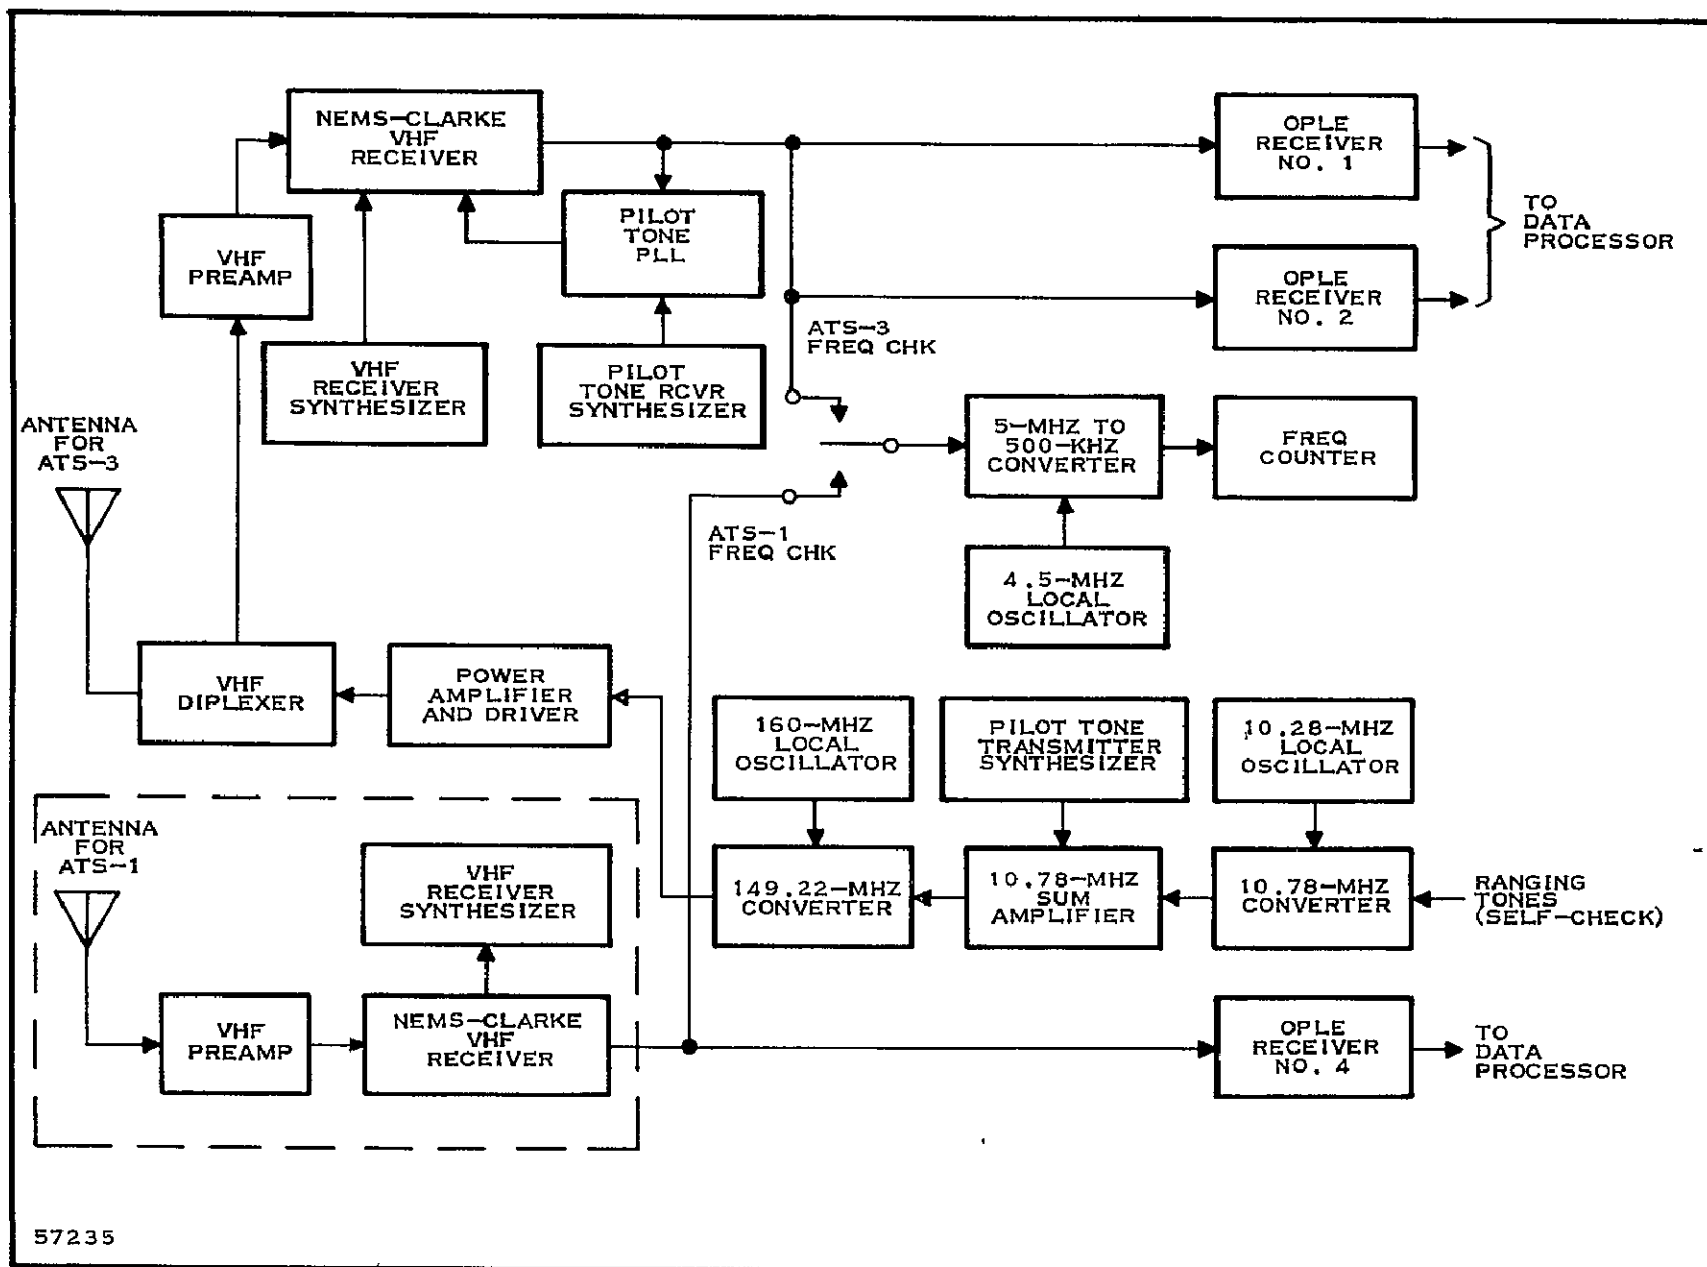 NEMS-CLARKE
VHF
RECEIVER
OPLE
RECEIVER
NO. 1
PILOT
TONE
PLL
TO
DATA
PROCESSOR
VHF
PREAMP
OPLE
RECEIVER
NO. 2
ATS-3
FREQ CHK
VHF
RECEIVER
SYNTHESIZER
PILOT
TONE RCVR
SYNTHESIZER
ANTENNA
FOR
ATS-3
5-MHZ TO
500-KHZ
CONVERTER
FREQ
COUNTER
ATS-1
FREQ CHK
4.5-MHZ
LOCAL
OSCILLATOR
VHF
DIPLEXER
POWER
AMPLIFIER
AND DRIVER
160-MHZ
LOCAL
OSCILLATOR
PILOT TONE
TRANSMITTER
SYNTHESIZER
10.28-MHZ
LOCAL
OSCILLATOR
ANTENNA
FOR
ATS-1
VHF
RECEIVER
SYNTHESIZER
149.22-MHZ
CONVERTER
10.78-MHZ
SUM
AMPLIFIER
10.78-MHZ
CONVERTER
RANGING
TONES
(SELF-CHECK)
VHF
PREAMP
NEMS-CLARKE
VHF
RECEIVER
OPLE
RECEIVER
NO. 4
TO
DATA
PROCESSOR
57235